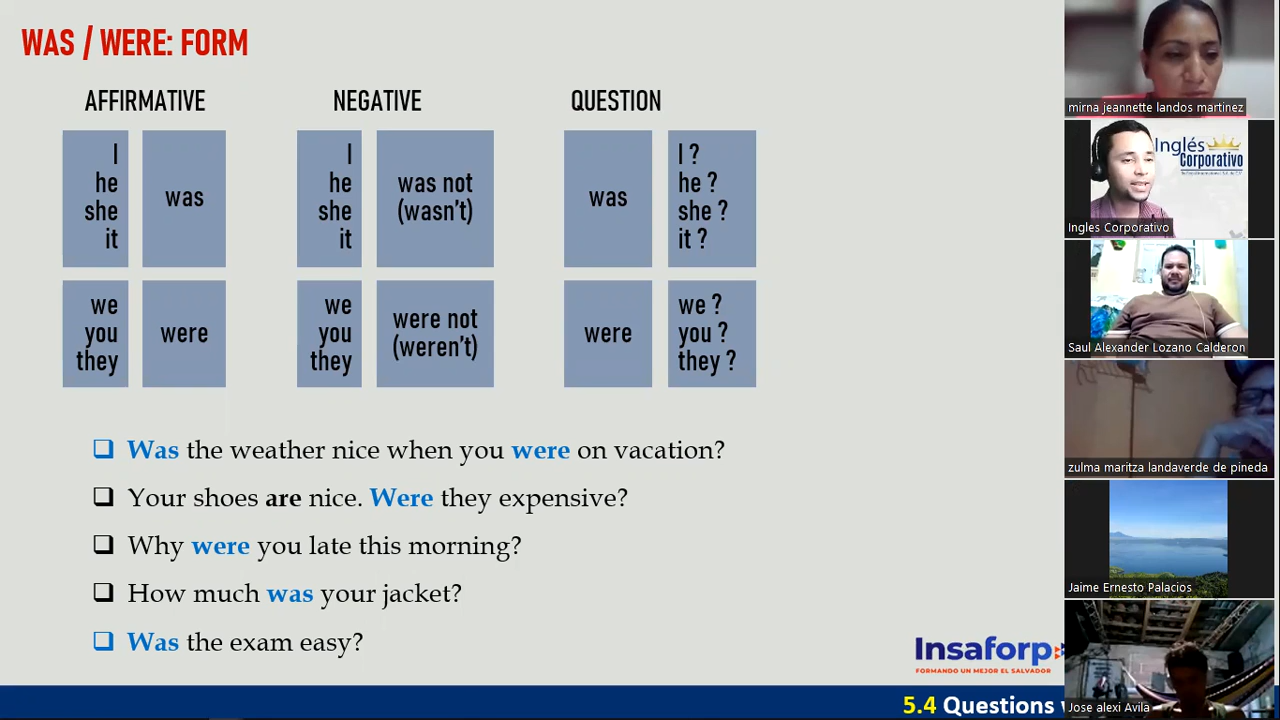 WAS / WERE: FORM
AFFIRMATIVE
NEGATIVE
QUESTION
I
he
she
it
was
I
he
she
it
was not
(wasn't)
was
I ?
he ?
she ?
it ?
we
you
they
were
we
you
they
were not
(weren't)
were
we ?
you ?
they ?
Was the weather nice when you were on vacation?
Your shoes are nice. Were they expensive?
Why were you late this morning?
How much was your jacket?
Was the exam easy?
Insaforp
FORMANDO UN MEJOR EL SALVADOR
5.4 Questions
mirna jeannette landos martinez
Inglés
Corporativo
Ingles Corporativo
Saul Alexander Lozano Calderon
zulma maritza landaverde de pineda
Jaime Ernesto Palacios
Jose alexi Avila